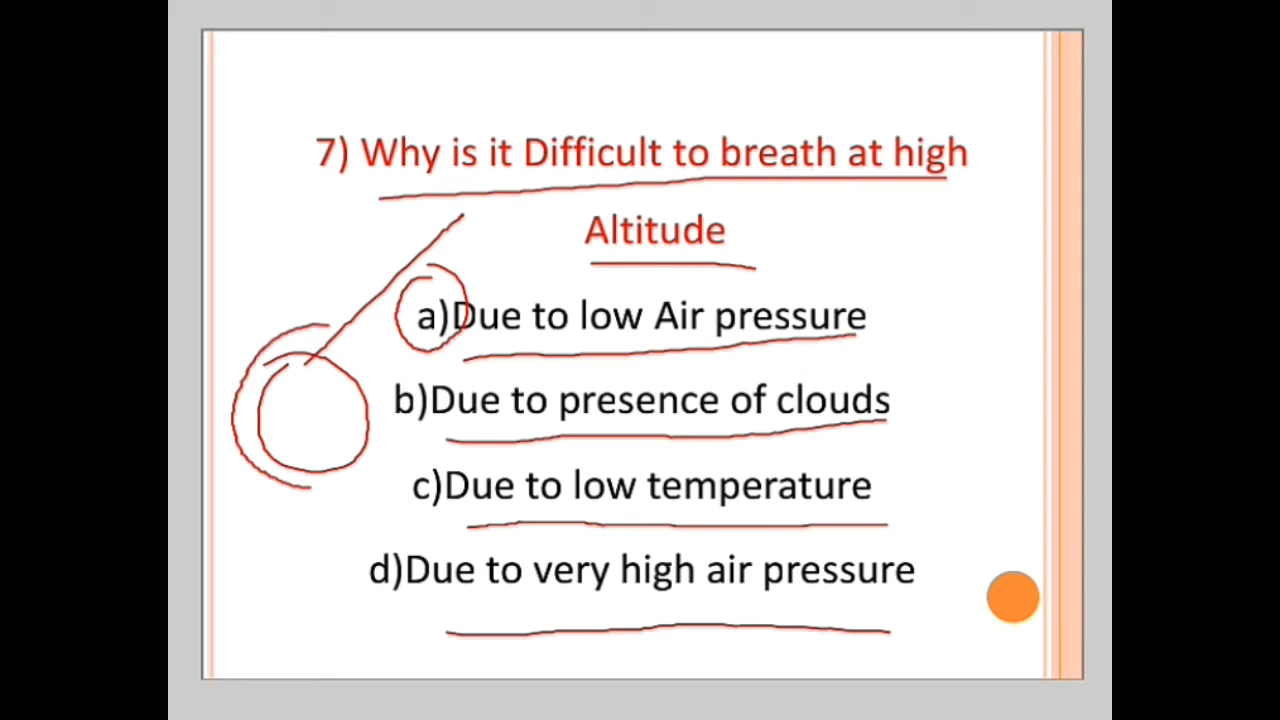 7) Why is it Difficult to breath at high
Altitude
a)Due to low Air pressure
b)Due to presence of clouds
c)Due to low temperature
d)Due to very high air pressure